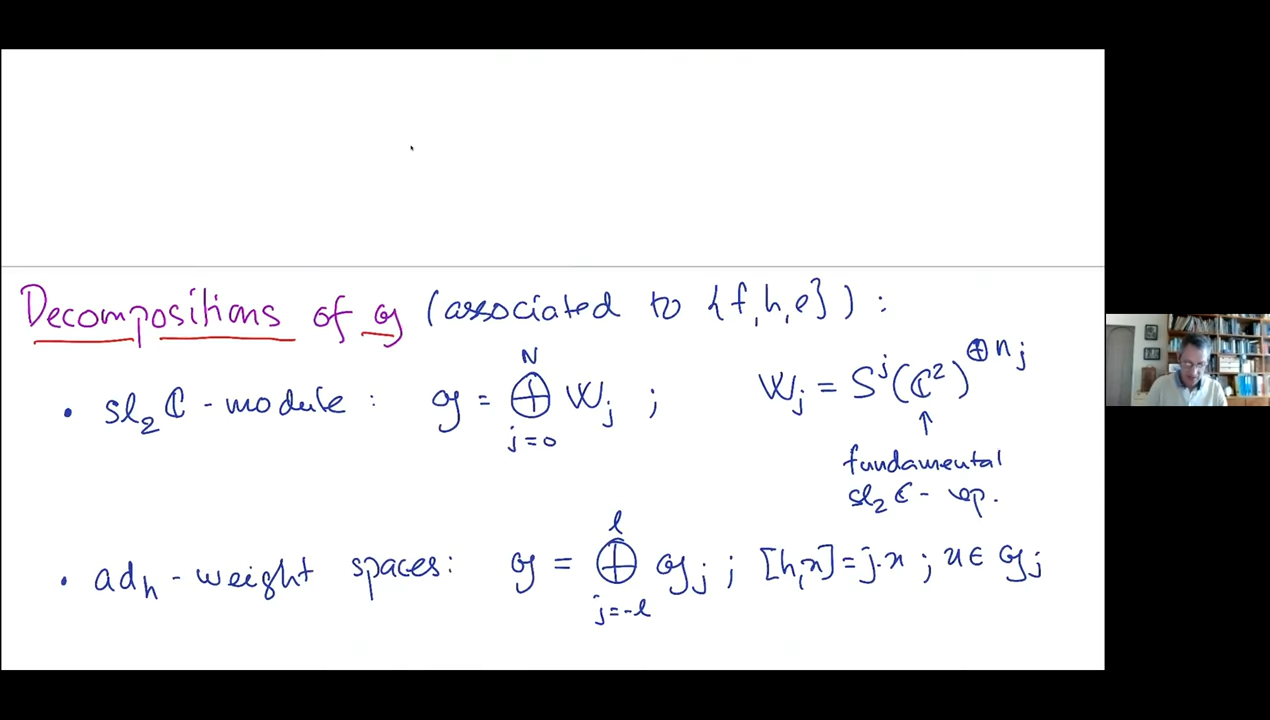 Decompositions of 𝔤 (associated to {f,h,e}) :
• sl₂ℂ - module : 𝔤 = ⊕_{j=0}^{N} W_j ; W_j = S^j(ℂ²)^{⊕ n_j}
↑
fundamental
sl₂ℂ - rep.
• ad_h - weight spaces: 𝔤 = ⊕_{j=-l}^{l} 𝔤_j ; [h,x] = j·x ; x ∈ 𝔤_j